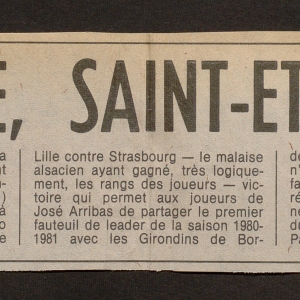 E, SAINT-ET
Lille contre Strasbourg — le malaise
alsacien ayant gagné, très logique-
ment, les rangs des joueurs — vic-
toire qui permet aux joueurs de
José Arribas de partager le premier
fauteuil de leader de la saison 1980-
1981 avec les Girondins de Bor-